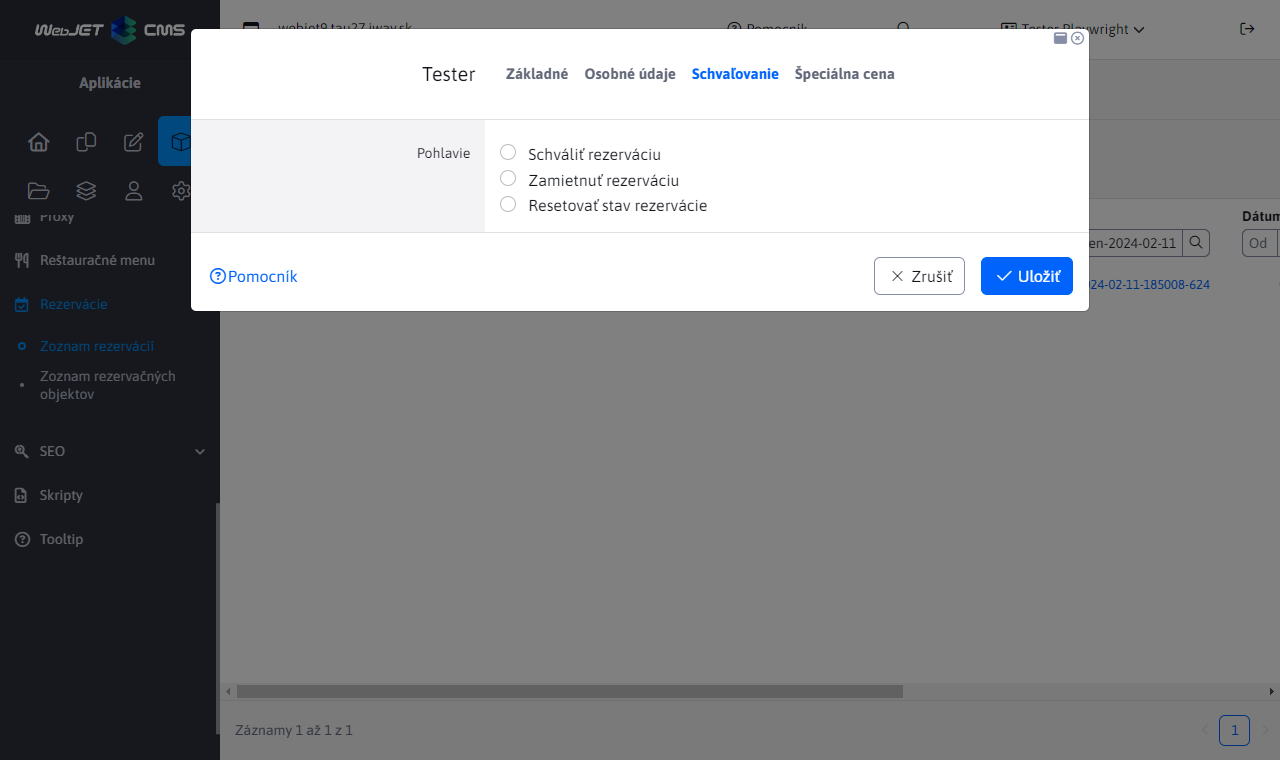 WebJET CMS
webjet9.tau27.iway.sk
Pomocník
Tester Playwright
Aplikácie
Proxy
Reštauračné menu
Rezervácie
Zoznam rezervácií
Zoznam rezervačných
objektov
SEO
Skripty
Tooltip
Tester
Základné
Osobné údaje
Schvaľovanie
Špeciálna cena
Pohlavie
Schváliť rezerváciu
Zamietnuť rezerváciu
Resetovať stav rezervácie
Pomocník
Zrušiť
Uložiť
Dátum
en-2024-02-11
Od
24-02-11-185008-624
Záznamy 1 až 1 z 1
1